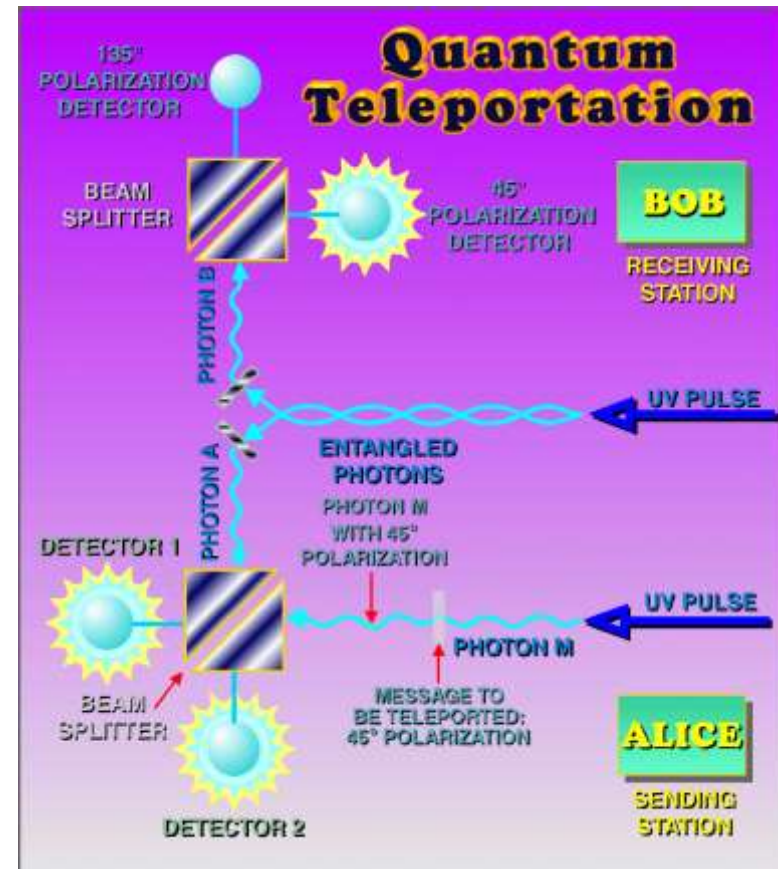 Quantum
Teleportation
135°
POLARIZATION
DETECTOR
BEAM
SPLITTER
45°
POLARIZATION
DETECTOR
BOB
RECEIVING
STATION
PHOTON B
UV PULSE
ENTANGLED
PHOTONS
PHOTON A
PHOTON M
WITH 45°
POLARIZATION
DETECTOR 1
UV PULSE
PHOTON M
BEAM
SPLITTER
MESSAGE TO
BE TELEPORTED:
45° POLARIZATION
ALICE
SENDING
STATION
DETECTOR 2